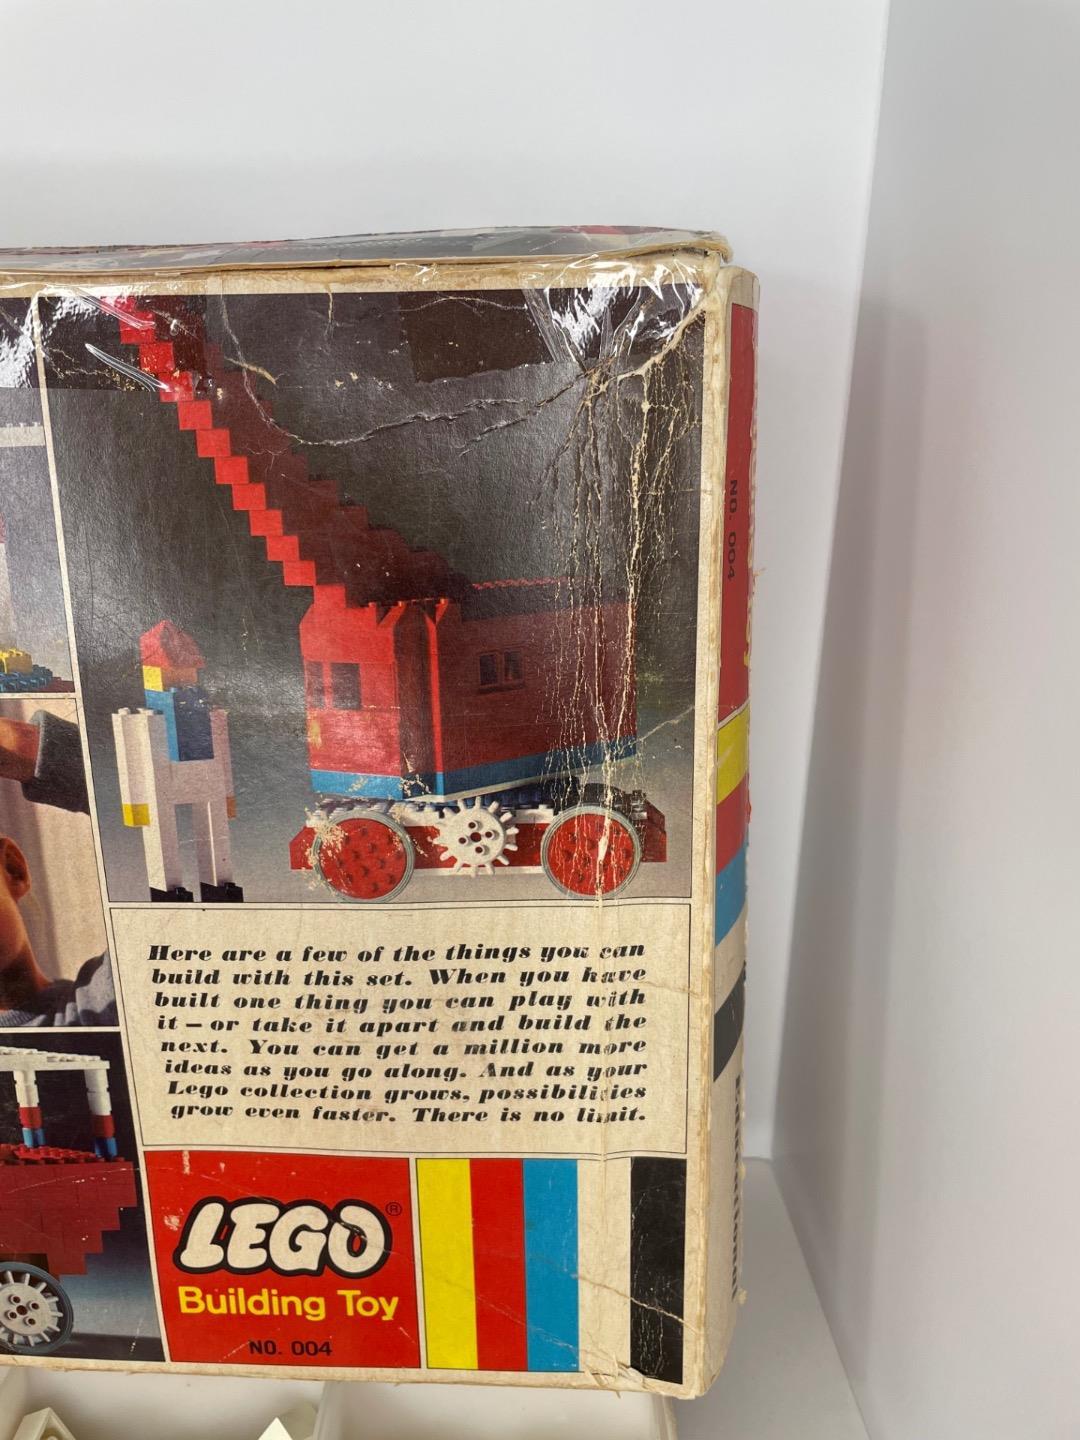 NO. 004
Here are a few of the things you can
build with this set. When you have
built one thing you can play with
it – or take it apart and build the
next. You can get a million more
ideas as you go along. And as your
Lego collection grows, possibilities
grow even faster. There is no limit.
LEGO®
Building Toy
NO. 004